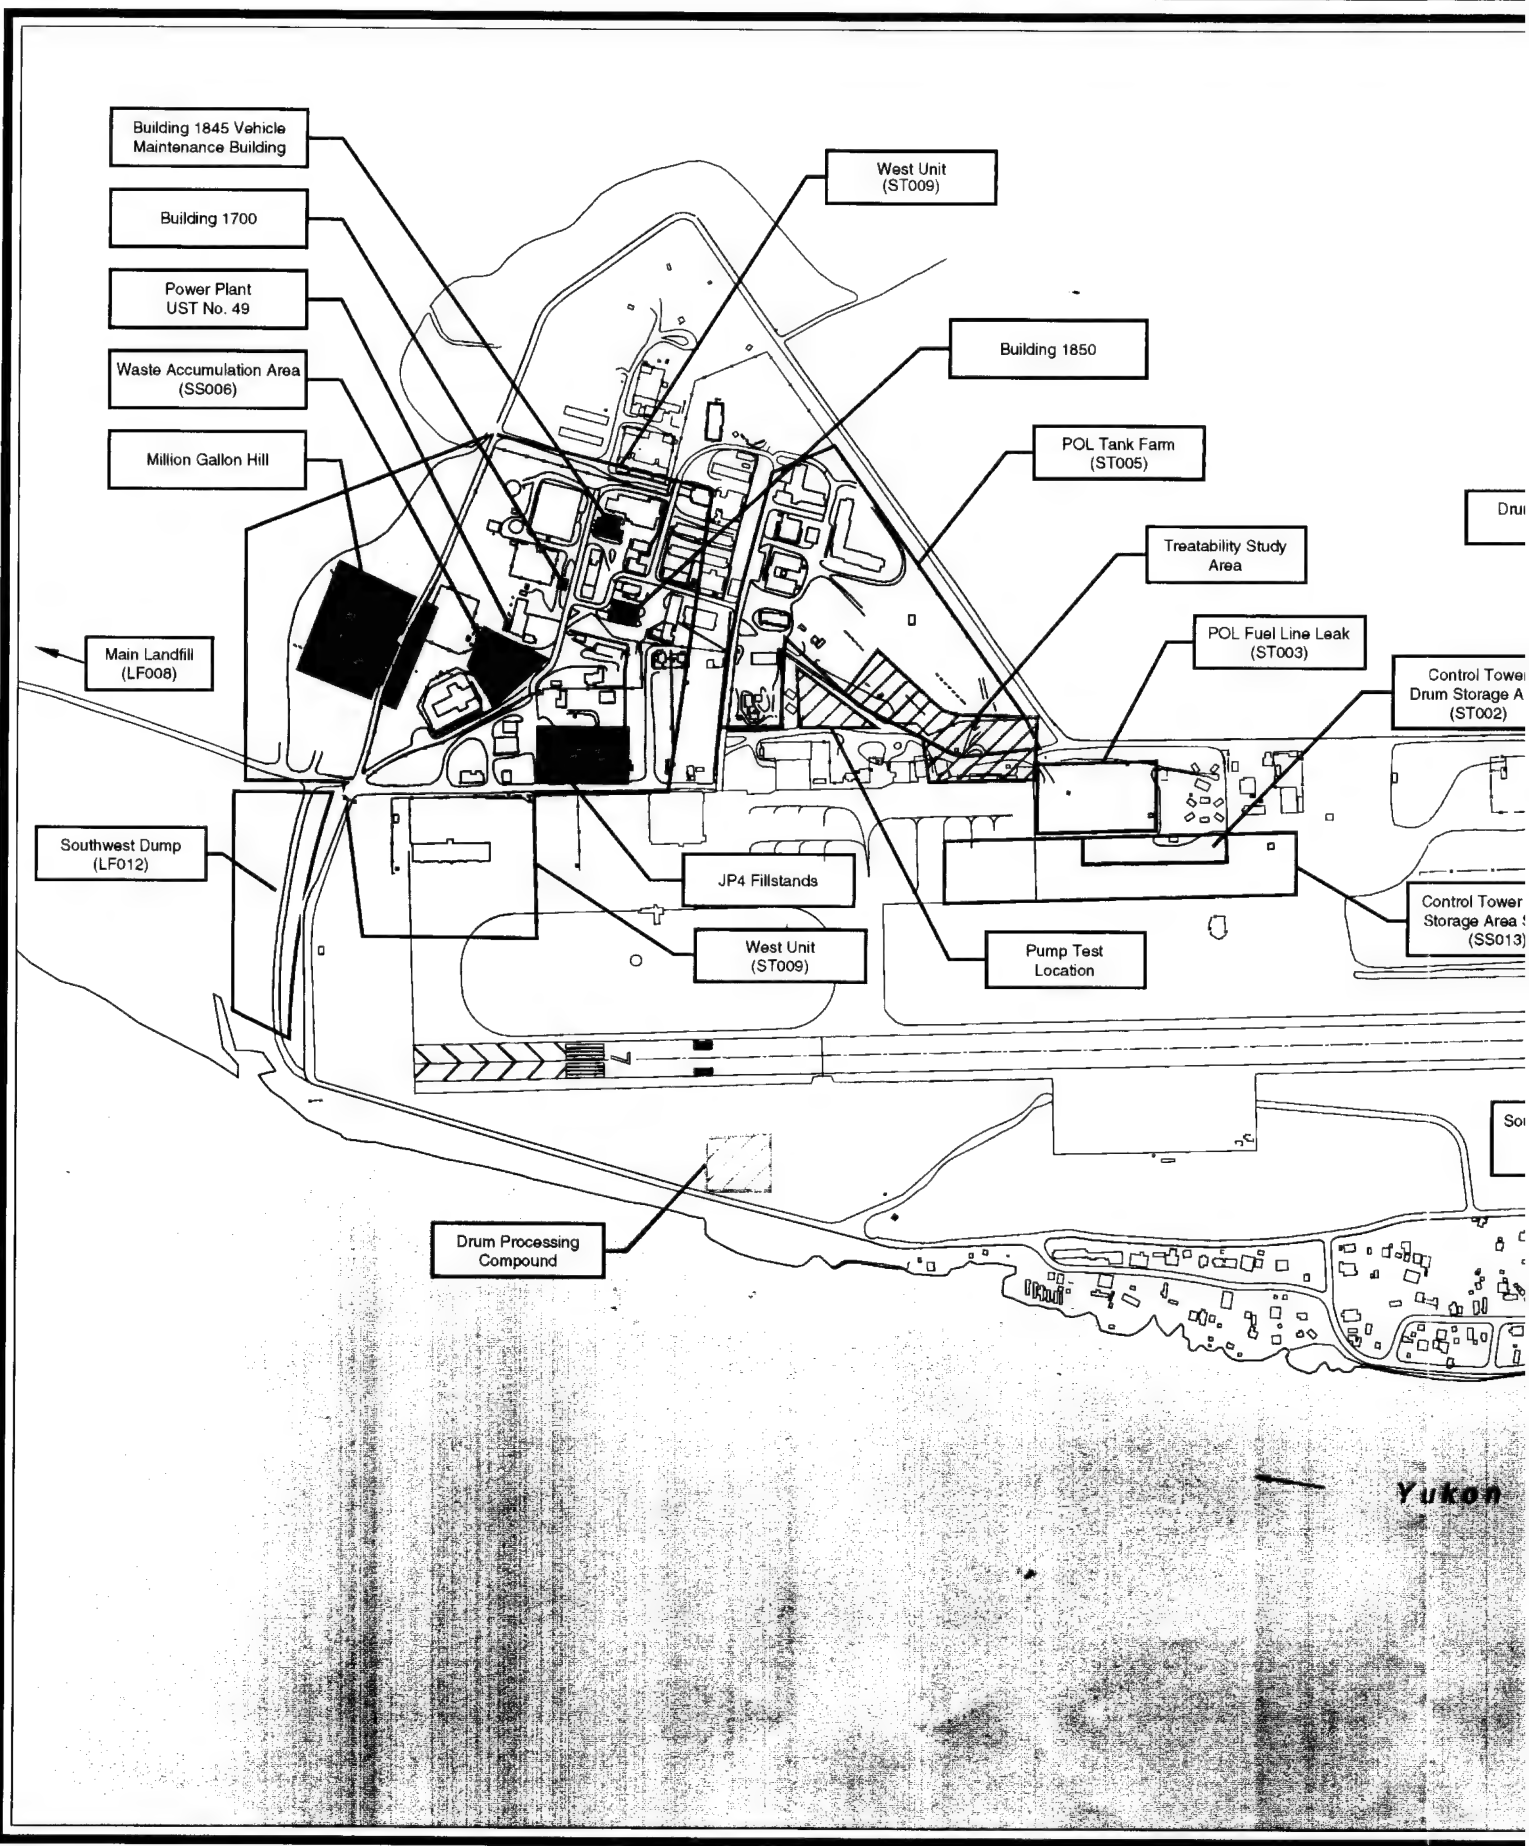 Building 1845 Vehicle
Maintenance Building
West Unit
(ST009)
Building 1700
Power Plant
UST No. 49
Building 1850
Waste Accumulation Area
(SS006)
Million Gallon Hill
POL Tank Farm
(ST005)
Treatability Study
Area
POL Fuel Line Leak
(ST003)
Main Landfill
(LF008)
Control Tower
Drum Storage A
(ST002)
Southwest Dump
(LF012)
JP4 Fillstands
Control Tower
Storage Area S
(SS013)
West Unit
(ST009)
Pump Test
Location
Drum Processing
Compound
Yukon